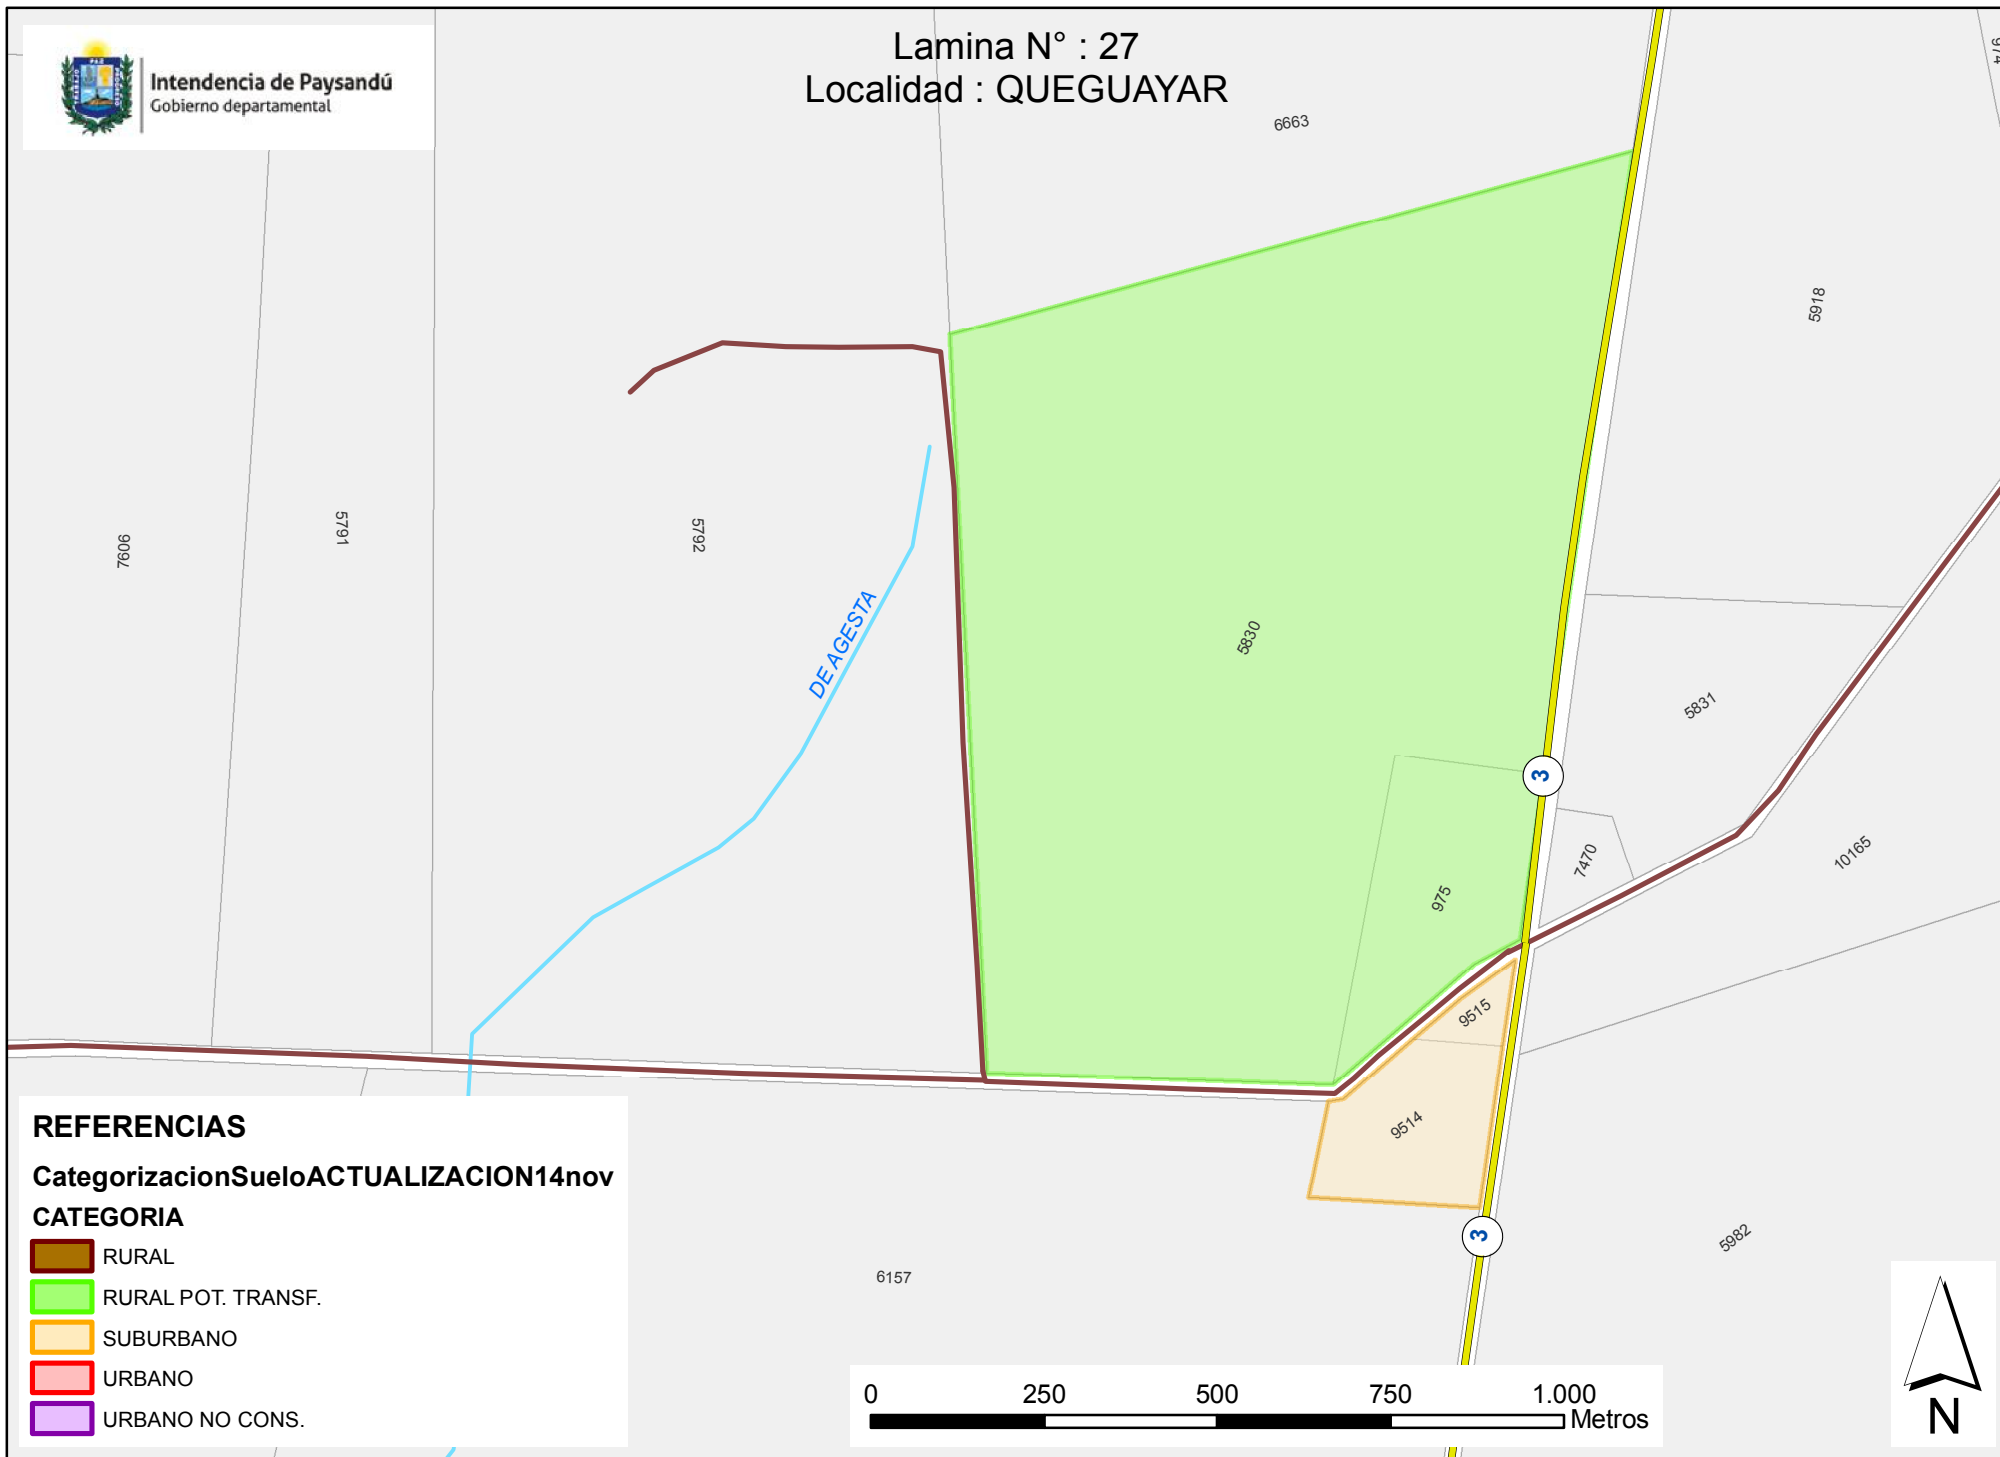 Lamina N° : 27
Localidad : QUEGUAYAR
Intendencia de Paysandú
Gobierno departamental
974
6663
5918
7606
5791
5792
DE AGESTA
5830
5831
3
7470
10165
975
9515
9514
3
5982
6157
REFERENCIAS
CategorizacionSueloACTUALIZACION14nov
CATEGORIA
RURAL
RURAL POT. TRANSF.
SUBURBANO
URBANO
URBANO NO CONS.
0 250 500 750 1.000
Metros
N